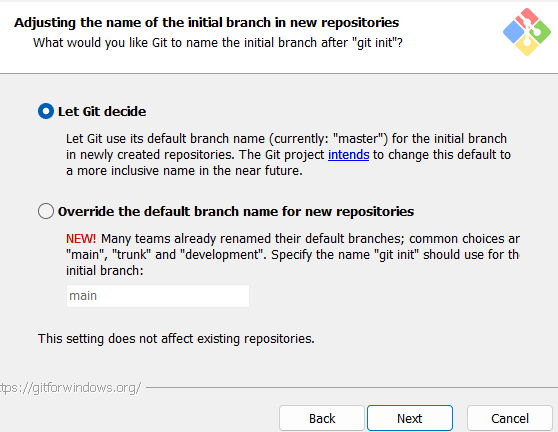 Adjusting the name of the initial branch in new repositories
What would you like Git to name the initial branch after "git init"?
Let Git decide
Let Git use its default branch name (currently: "master") for the initial branch
in newly created repositories. The Git project intends to change this default to
a more inclusive name in the near future.
Override the default branch name for new repositories
NEW! Many teams already renamed their default branches; common choices ar
"main", "trunk" and "development". Specify the name "git init" should use for th
initial branch:
main
This setting does not affect existing repositories.
ttps://gitforwindows.org/
Back
Next
Cancel